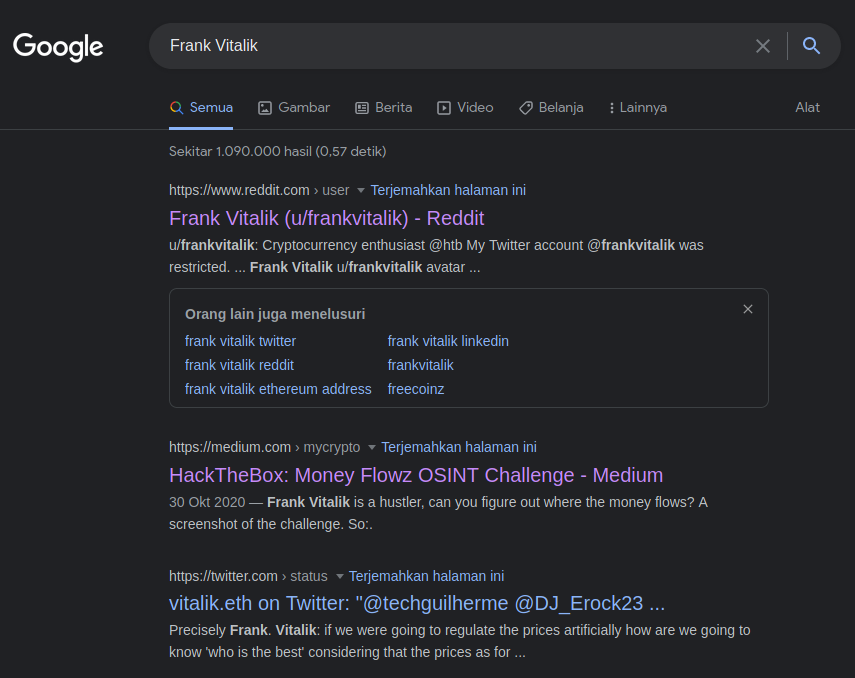 Google
Frank Vitalik
Semua Gambar Berita Video Belanja Lainnya Alat
Sekitar 1.090.000 hasil (0,57 detik)
https://www.reddit.com › user Terjemahkan halaman ini
Frank Vitalik (u/frankvitalik) - Reddit
u/frankvitalik: Cryptocurrency enthusiast @htb My Twitter account @frankvitalik was
restricted. ... Frank Vitalik u/frankvitalik avatar ...
Orang lain juga menelusuri
frank vitalik twitter frank vitalik linkedin
frank vitalik reddit frankvitalik
frank vitalik ethereum address freecoinz
https://medium.com › mycrypto Terjemahkan halaman ini
HackTheBox: Money Flowz OSINT Challenge - Medium
30 Okt 2020 — Frank Vitalik is a hustler, can you figure out where the money flows? A
screenshot of the challenge. So:.
https://twitter.com › status Terjemahkan halaman ini
vitalik.eth on Twitter: "@techguilherme @DJ_Erock23 ...
Precisely Frank. Vitalik: if we were going to regulate the prices artificially how are we going to
know 'who is the best' considering that the prices as for ...